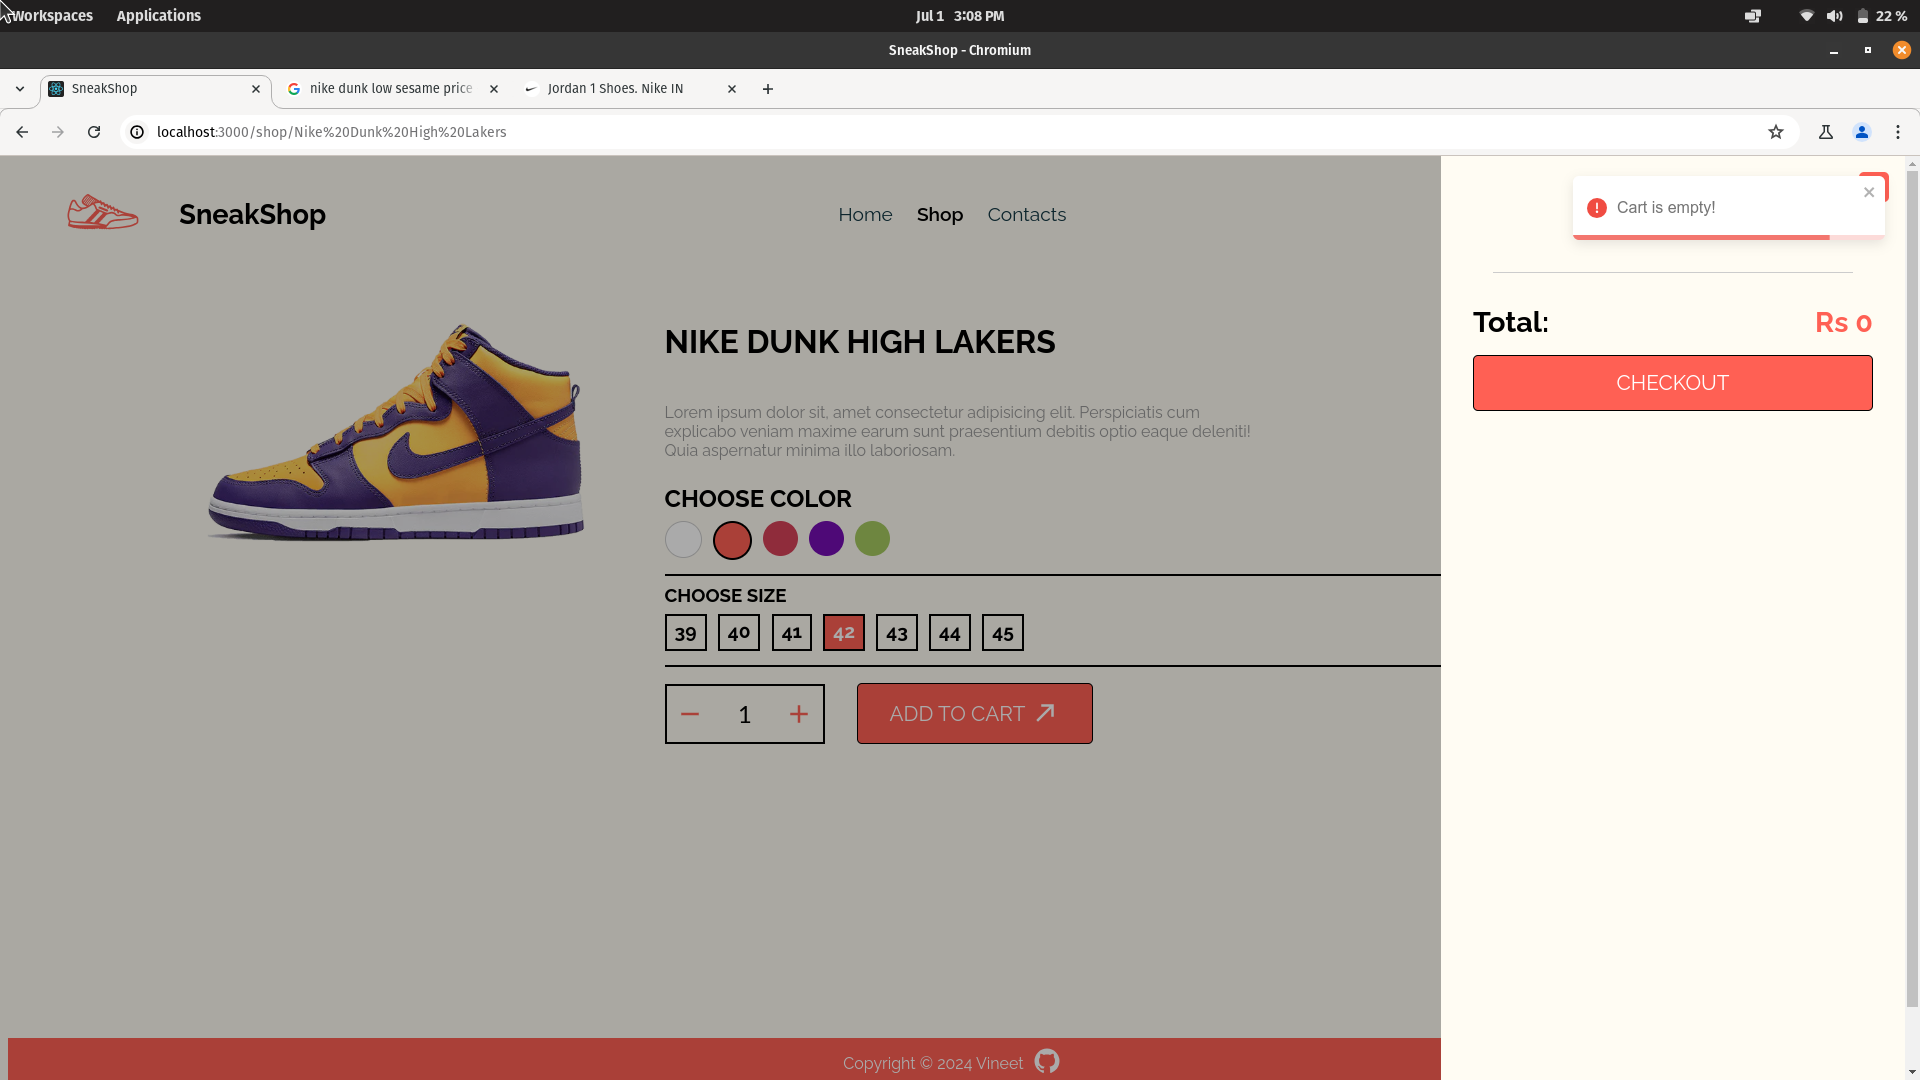 Workspaces
Applications
Jul 1 3:08 PM
22 %
SneakShop - Chromium
SneakShop
nike dunk low sesame price
Jordan 1 Shoes. Nike IN
localhost:3000/shop/Nike%20Dunk%20High%20Lakers
SneakShop
Home
Shop
Contacts
Cart is empty!
Total:
Rs 0
CHECKOUT
NIKE DUNK HIGH LAKERS
Lorem ipsum dolor sit, amet consectetur adipisicing elit. Perspiciatis cum
explicabo veniam maxime earum sunt praesentium debitis optio eaque deleniti!
Quia aspernatur minima illo laboriosam.
CHOOSE COLOR
CHOOSE SIZE
39 40 41 42 43 44 45
1
ADD TO CART
Copyright © 2024 Vineet